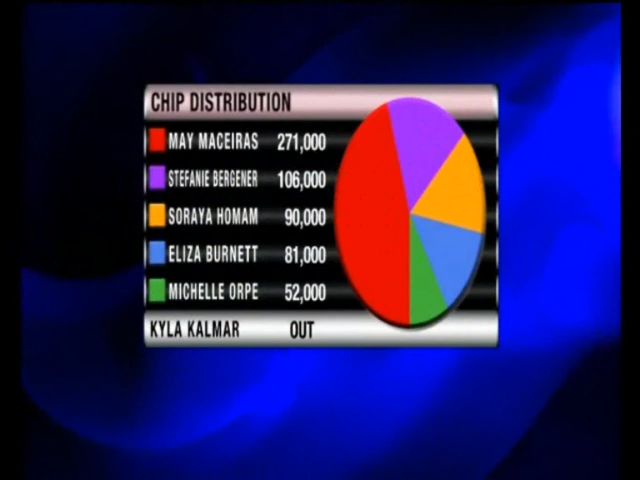 CHIP DISTRIBUTION
MAY MACEIRAS 271,000
STEFANIE BERGENER 106,000
SORAYA HOMAM 90,000
ELIZA BURNETT 81,000
MICHELLE ORPE 52,000
KYLA KALMAR OUT